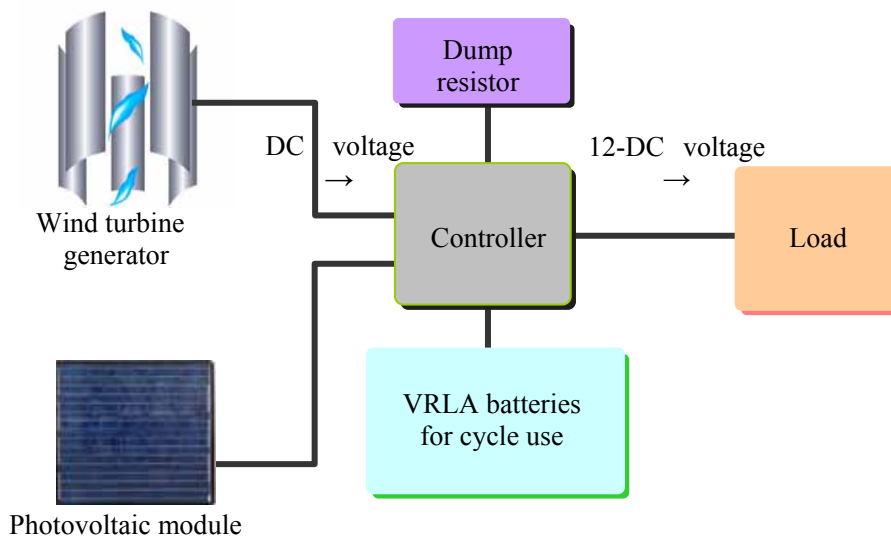 Dump
resistor
DC voltage
→
12-DC voltage
→
Wind turbine
generator
Controller
Load
VRLA batteries
for cycle use
Photovoltaic module